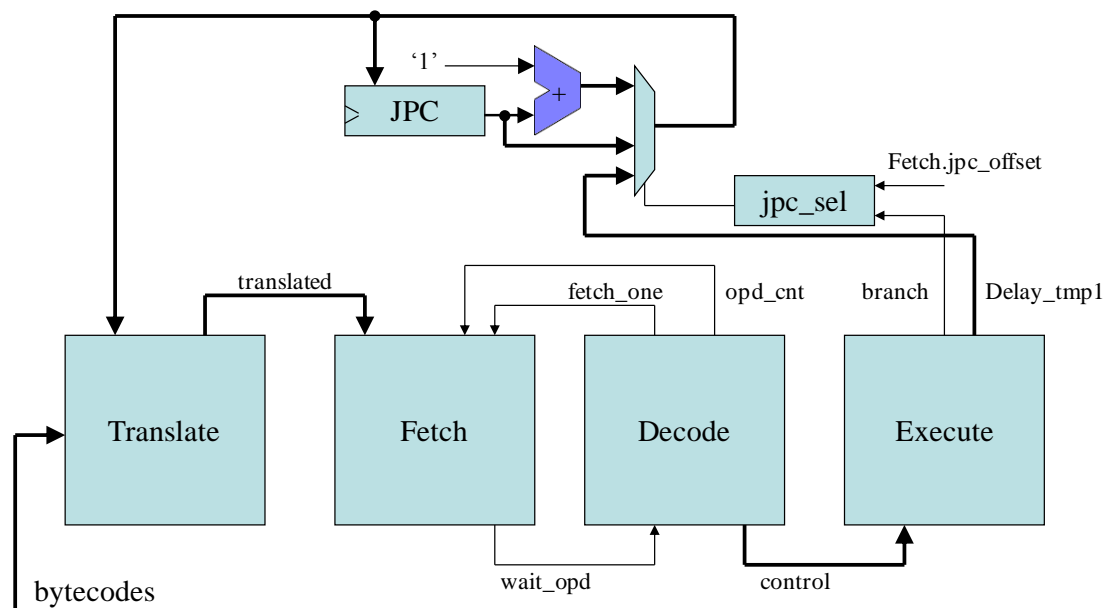 ‘1’
+
JPC
Fetch.jpc_offset
jpc_sel
translated
fetch_one
opd_cnt
branch
Delay_tmp1
Translate
Fetch
Decode
Execute
wait_opd
control
bytecodes